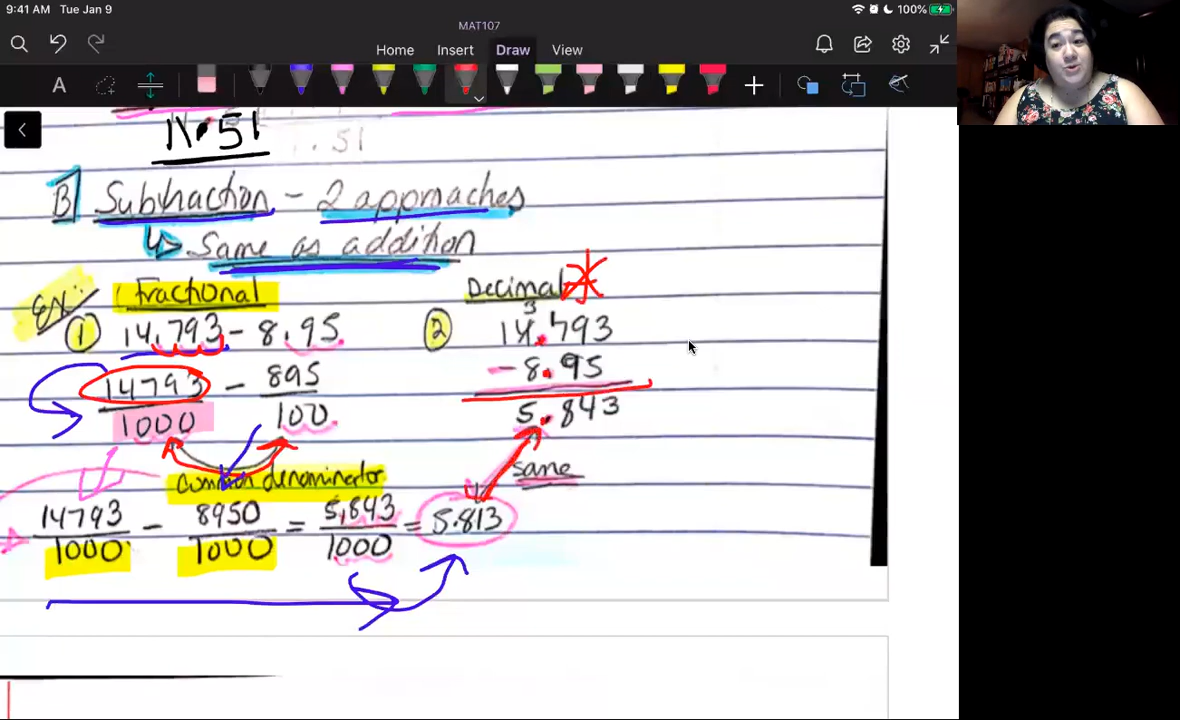 9:41 AM Tue Jan 9
100%
MAT107
Home Insert Draw View
A
11.51
.51
B Subtraction - 2 approaches
↳ Same as addition
Ex:
Fractional
Decimal *
① 14.793 - 8.95
② 14.793
3
- 8.95
5.843
14793/1000 - 895/100
same
common denominator
14793/1000 - 8950/1000 = 5,843/1000 = 5.813